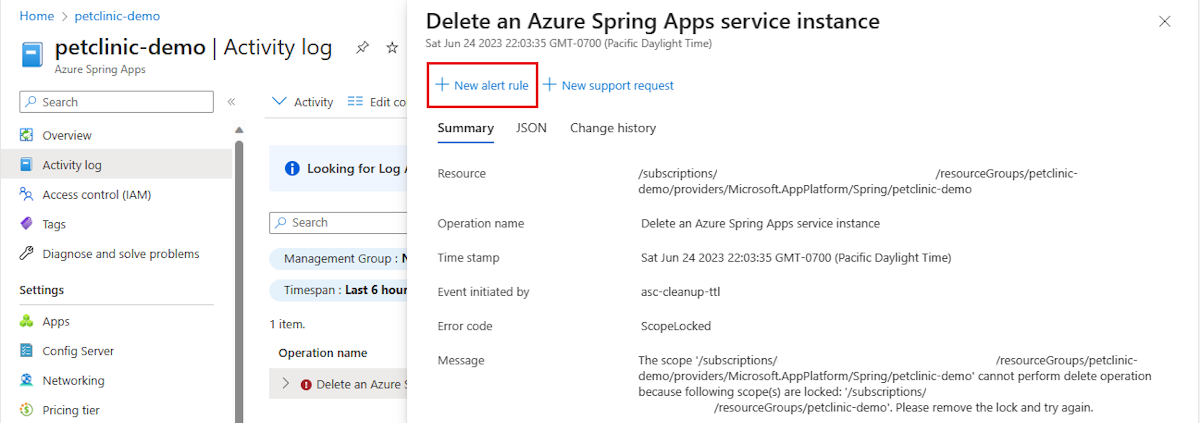 Home > petclinic-demo
petclinic-demo | Activity log
Azure Spring Apps
Search
«
Overview
Activity log
Access control (IAM)
Tags
Diagnose and solve problems
Settings
Apps
Config Server
Networking
Pricing tier
Activity
Edit co
Looking for Log A
Search
Management Group : N
Timespan : Last 6 hour
1 item.
Operation name
Delete an Azure S
Delete an Azure Spring Apps service instance
Sat Jun 24 2023 22:03:35 GMT-0700 (Pacific Daylight Time)
New alert rule
New support request
Summary JSON Change history
Resource /subscriptions/ /resourceGroups/petclinic-
demo/providers/Microsoft.AppPlatform/Spring/petclinic-demo
Operation name Delete an Azure Spring Apps service instance
Time stamp Sat Jun 24 2023 22:03:35 GMT-0700 (Pacific Daylight Time)
Event initiated by asc-cleanup-ttl
Error code ScopeLocked
Message The scope '/subscriptions/ /resourceGroups/petclinic-
demo/providers/Microsoft.AppPlatform/Spring/petclinic-demo' cannot perform delete operation
because following scope(s) are locked: '/subscriptions/
/resourceGroups/petclinic-demo'. Please remove the lock and try again.